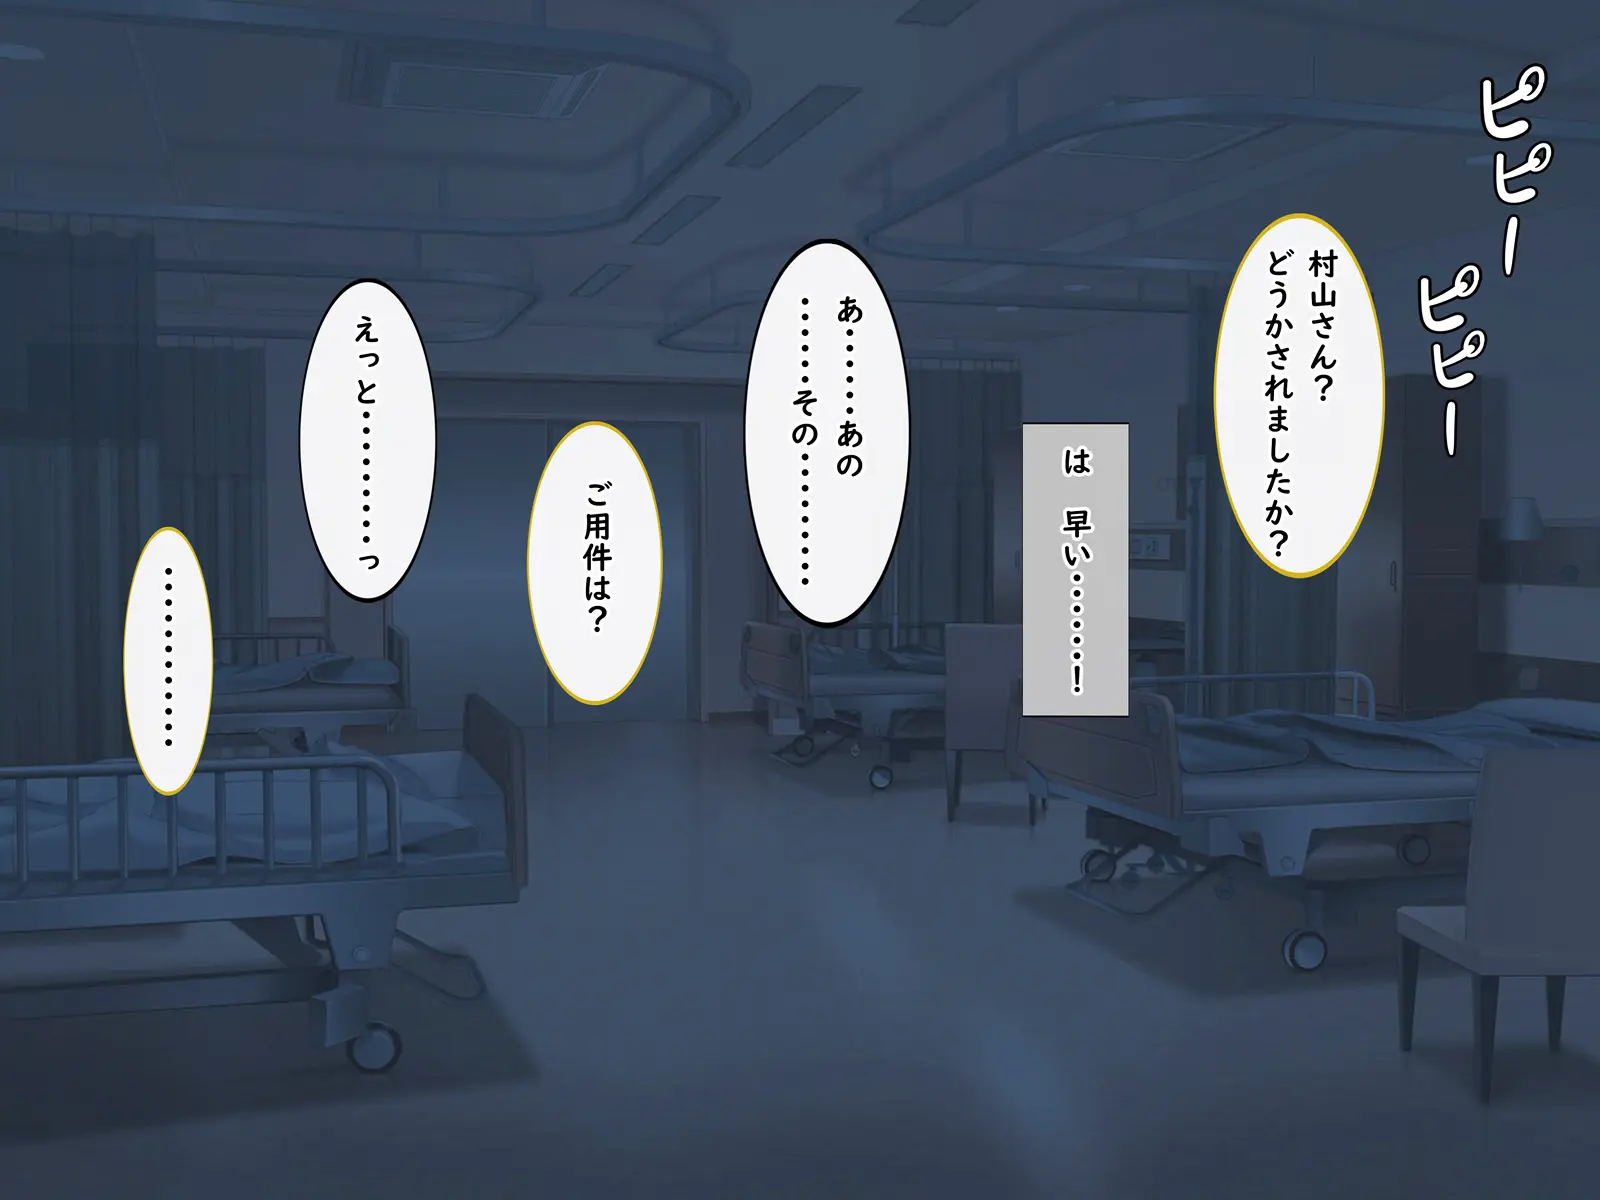 ピピー
ピピー
村山さん？
どうかされましたか？
は　早い………！
あ………あの
………その…………
ご用件は？
えっと…………っ
…………